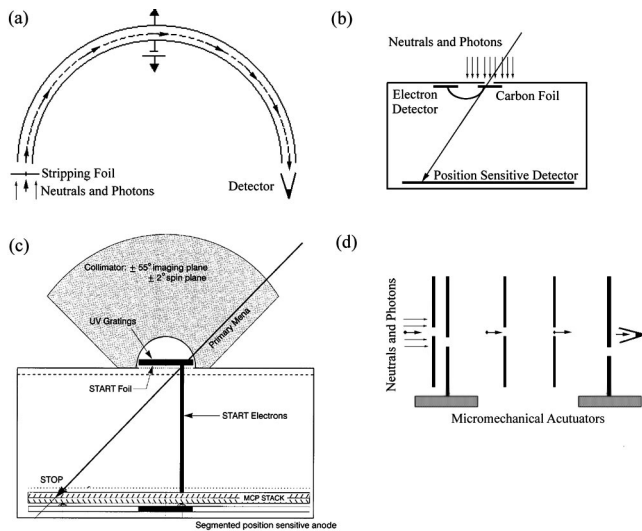 (a)
Stripping Foil
Neutrals and Photons
Detector
(b)
Neutrals and Photons
Electron
Detector
Carbon Foil
Position Sensitive Detector
(c)
Collimator: ± 55° imaging plane
± 2° spin plane
UV Gratings
Primary Mena
START Foil
START Electrons
STOP
MCP STACK
Segmented position sensitive anode
(d)
Neutrals and Photons
Micromechanical Acutuators